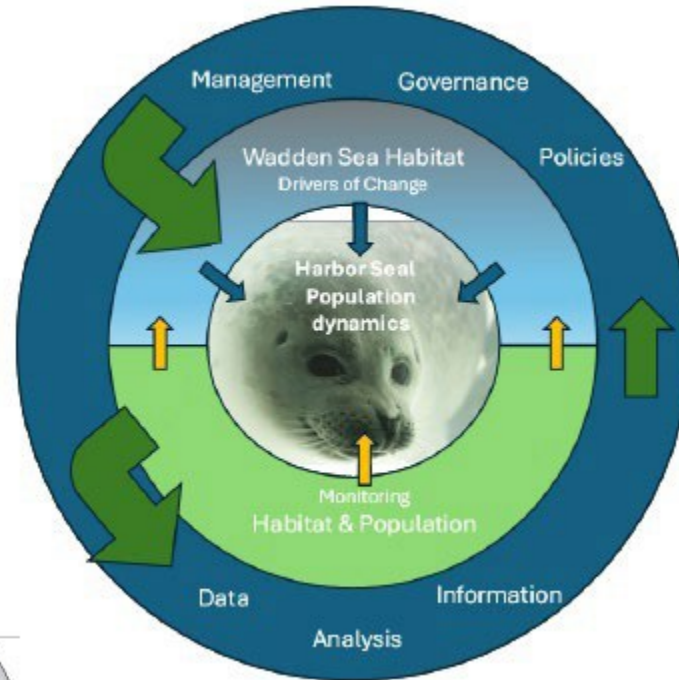 Management
Governance
Policies
Wadden Sea Habitat
Drivers of Change
Harbor Seal
Population
dynamics
Monitoring
Habitat & Population
Data
Information
Analysis